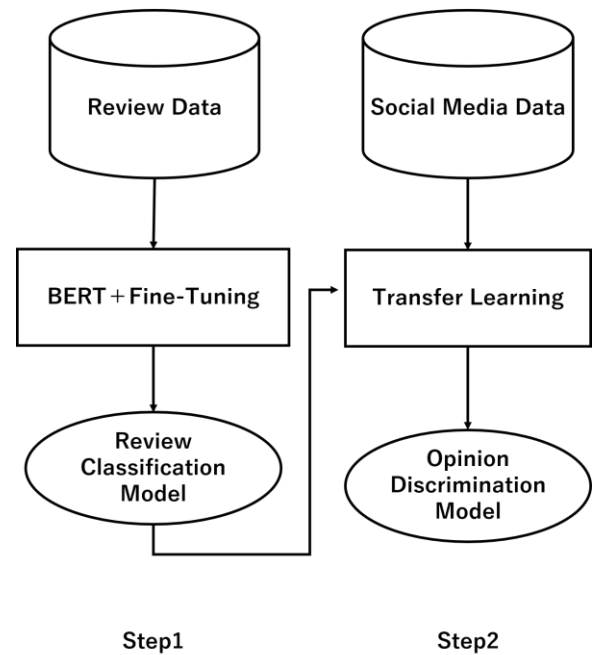 Review Data
Social Media Data
BERT+Fine-Tuning
Transfer Learning
Review
Classification
Model
Opinion
Discrimination
Model
Step1
Step2